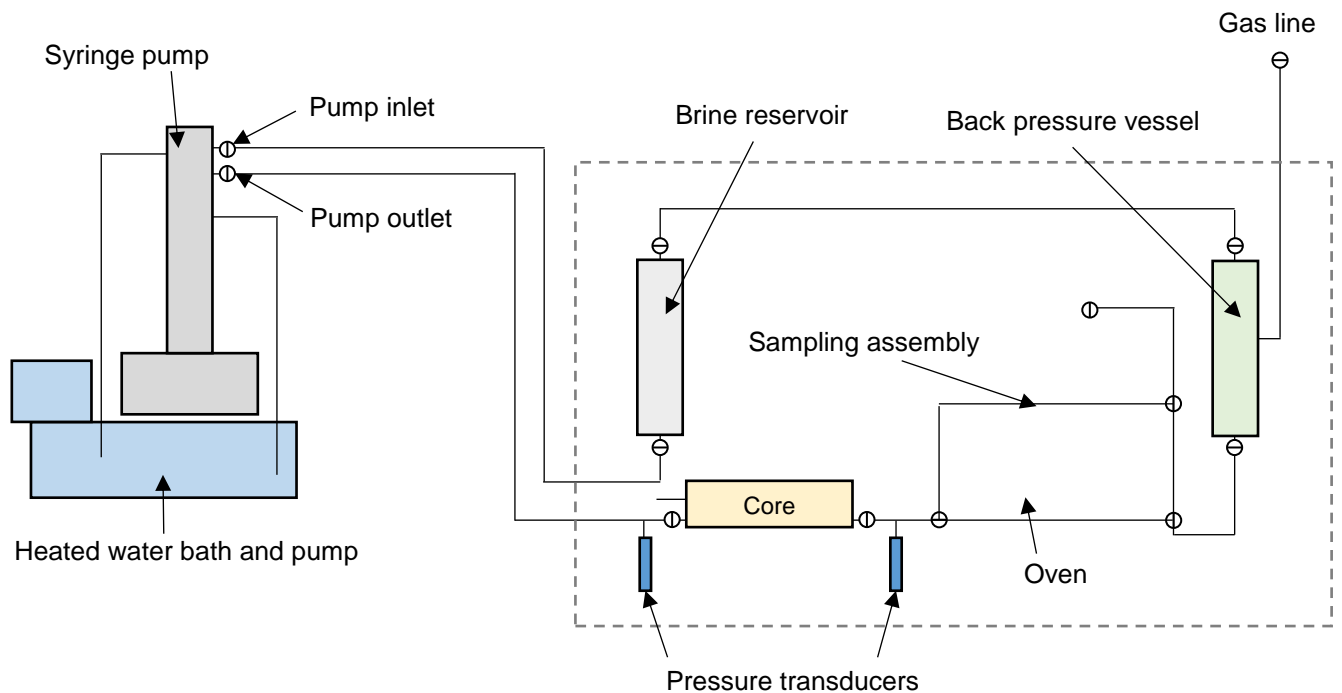 Gas line
Syringe pump
Pump inlet
Brine reservoir
Back pressure vessel
Pump outlet
Sampling assembly
Core
Heated water bath and pump
Oven
Pressure transducers